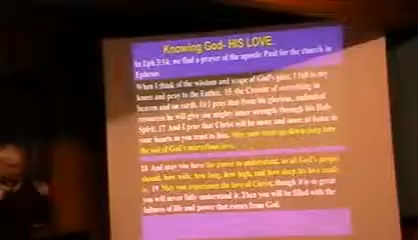 Knowing God- HIS LOVE.
In Eph 3:14, we find a prayer of the apostle Paul for the church in
Ephesus.
When I think of the wisdom and scope of God's plan, I fall to my
knees and pray to the Father, 15 the Creator of everything in
heaven and on earth. 16 I pray that from his glorious, unlimited
resources he will give you mighty inner strength through his Holy
Spirit. 17 And I pray that Christ will be more and more at home in
your hearts as you trust in him. May your roots go down deep into
the soil of God's marvelous love.
18 And may you have the power to understand, as all God's people
should, how wide, how long, how high, and how deep his love really
is. 19 May you experience the love of Christ, though it is so great
you will never fully understand it. Then you will be filled with the
fullness of life and power that comes from God.